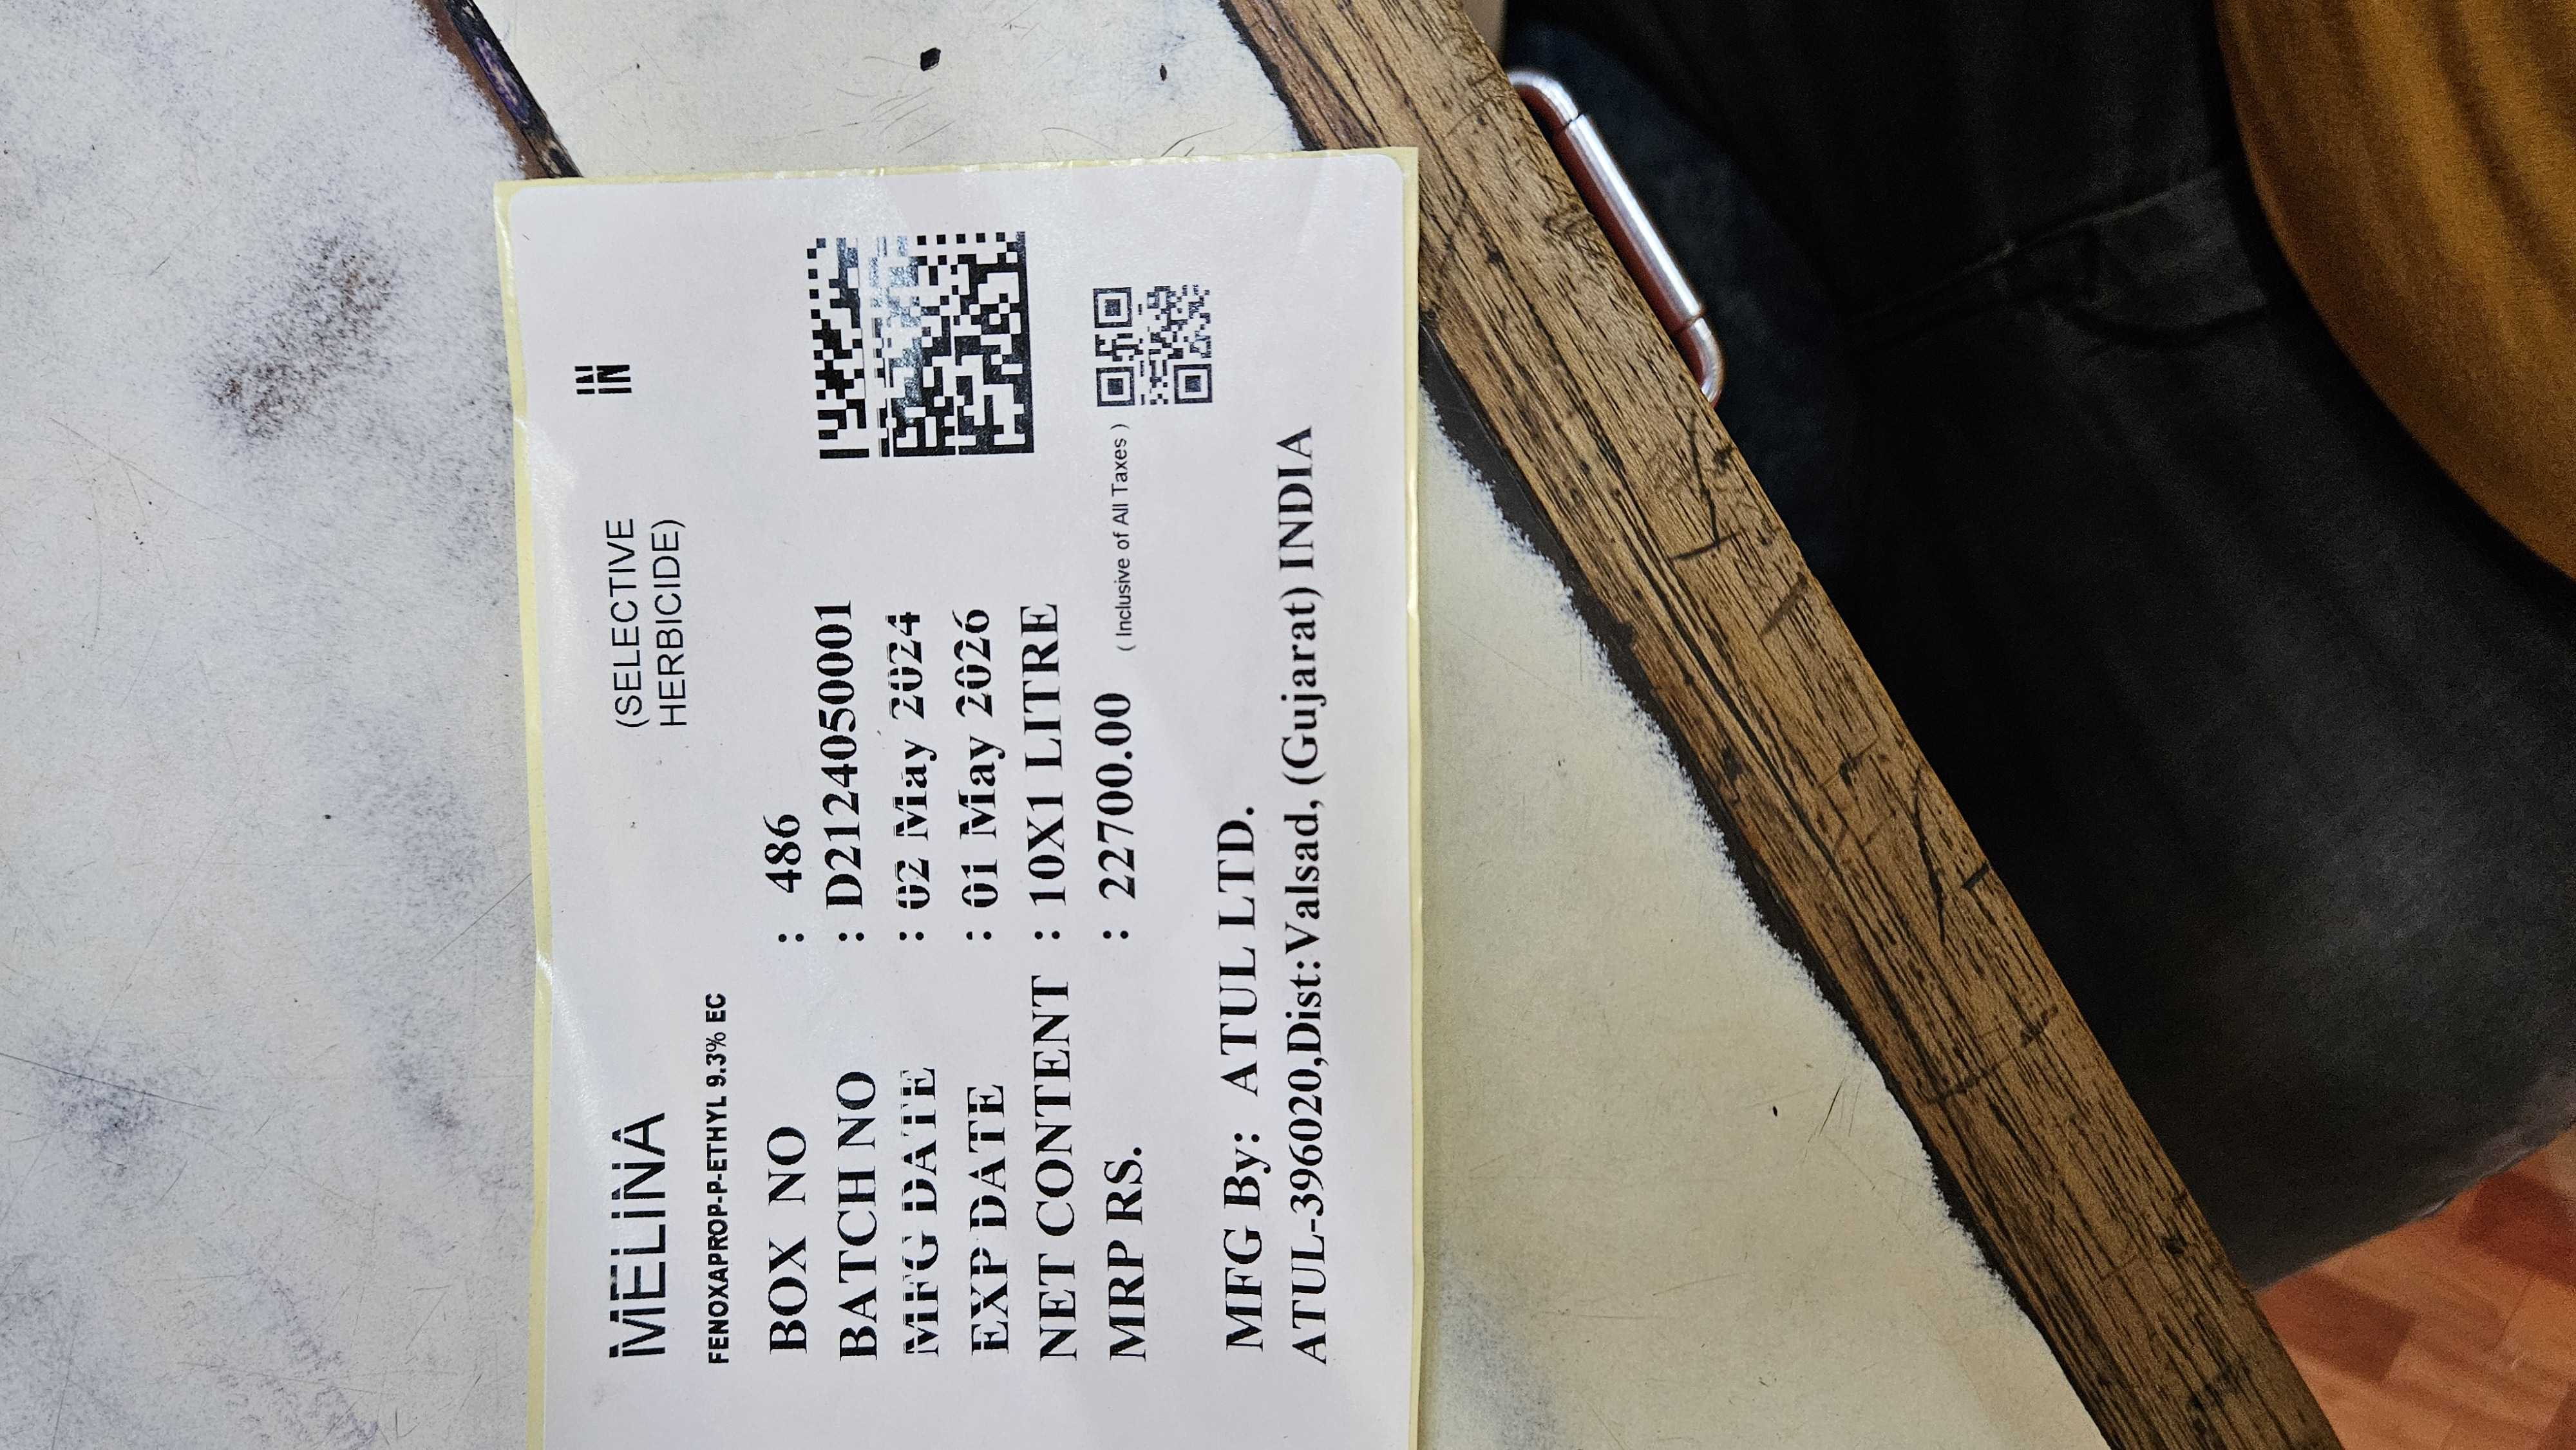 MELINA (SELECTIVE HERBICIDE) IN
FENOXAPROP-P-ETHYL 9.3% EC
BOX NO : 486
BATCH NO : D2124050001
MFG DATE : 02 May 2024
EXP DATE : 01 May 2026
NET CONTENT : 10X1 LITRE
MRP RS. : 22700.00 ( Inclusive of All Taxes )
MFG By: ATUL LTD.
ATUL-396020,Dist:Valsad, (Gujarat) INDIA